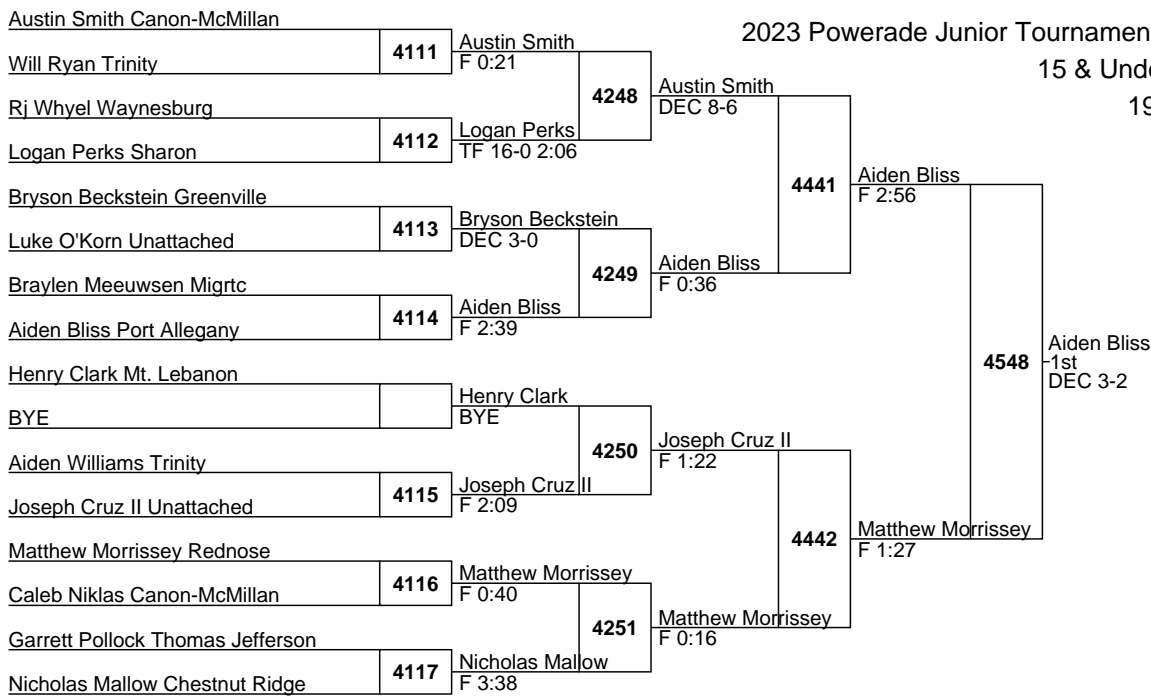 Austin Smith Canon-McMillan
Will Ryan Trinity
Rj Whyel Waynesburg
Logan Perks Sharon
Bryson Beckstein Greenville
Luke O'Korn Unattached
Braylen Meeuwsen Migrtc
Aiden Bliss Port Allegany
Henry Clark Mt. Lebanon
BYE
Aiden Williams Trinity
Joseph Cruz II Unattached
Matthew Morrissey Rednose
Caleb Niklas Canon-McMillan
Garrett Pollock Thomas Jefferson
Nicholas Mallow Chestnut Ridge
4111
4112
4113
4114
4115
4116
4117
Austin Smith
F 0:21
Logan Perks
TF 16-0 2:06
Bryson Beckstein
DEC 3-0
Aiden Bliss
F 2:39
Henry Clark
BYE
Joseph Cruz II
F 2:09
Matthew Morrissey
F 0:40
Nicholas Mallow
F 3:38
4248
4249
4250
4251
Austin Smith
DEC 8-6
Aiden Bliss
F 0:36
Joseph Cruz II
F 1:22
Matthew Morrissey
F 0:16
4441
4442
Aiden Bliss
F 2:56
Matthew Morrissey
F 1:27
4548
Aiden Bliss
1st
DEC 3-2
2023 Powerade Junior Tournamen
15 & Unde
19